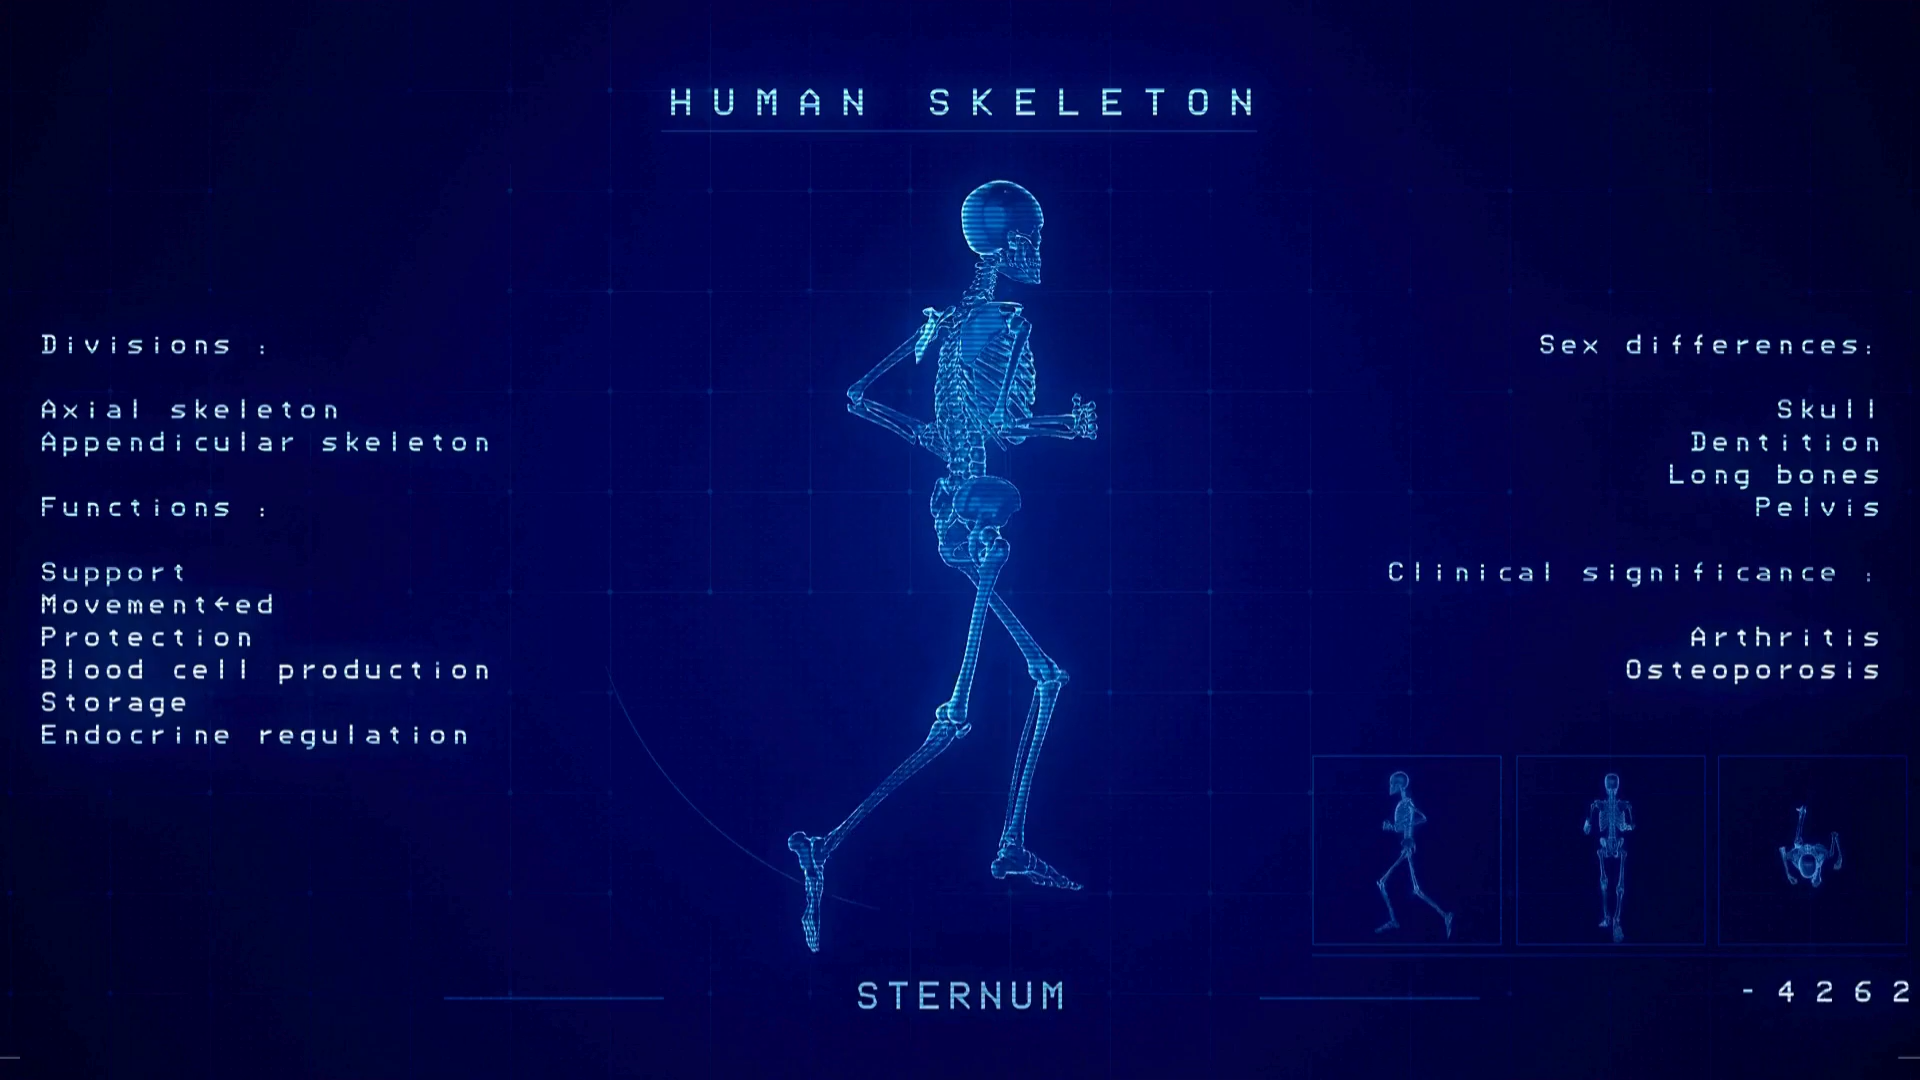 HUMAN SKELETON
Divisions :
Axial skeleton
Appendicular skeleton
Functions :
Support
Movement←ed
Protection
Blood cell production
Storage
Endocrine regulation
Sex differences:
Skull
Dentition
Long bones
Pelvis
Clinical significance :
Arthritis
Osteoporosis
STERNUM
-4262